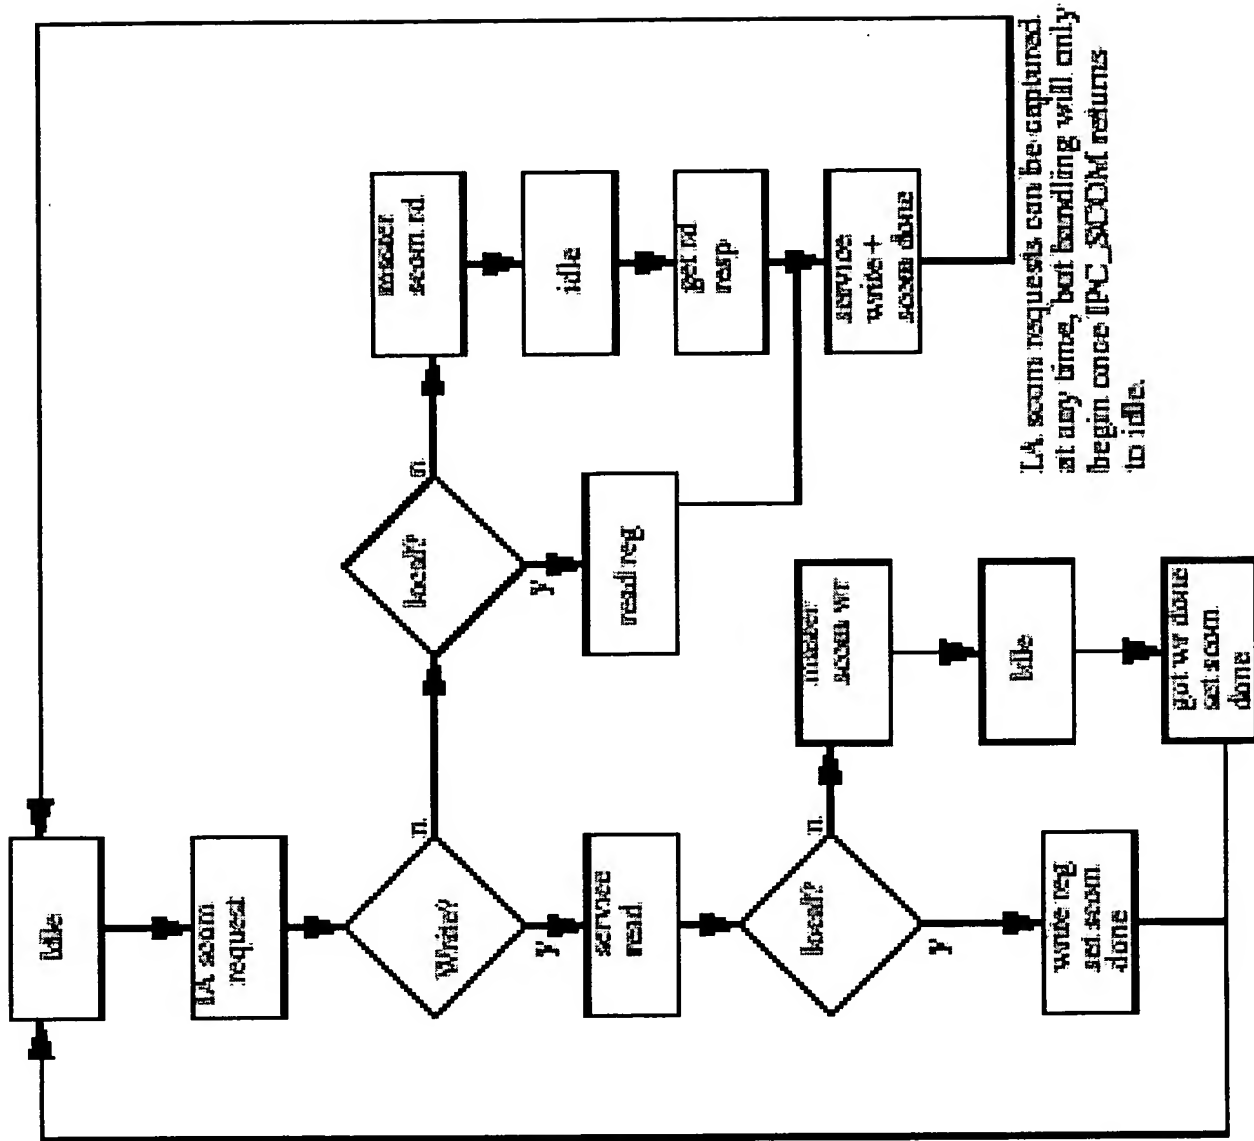 Idle
LA scom
request
Write?
n
y
service
read
local?
n
y
write reg
set scom
done
master
scom wr
Idle
got wr done
set scom
done
local?
n
y
read reg
master
scom rd
idle
get rd
resp
service
write +
scom done
LA scom requests can be captured
at any time, but handling will only
begin once IPC_SCOM returns
to idle.